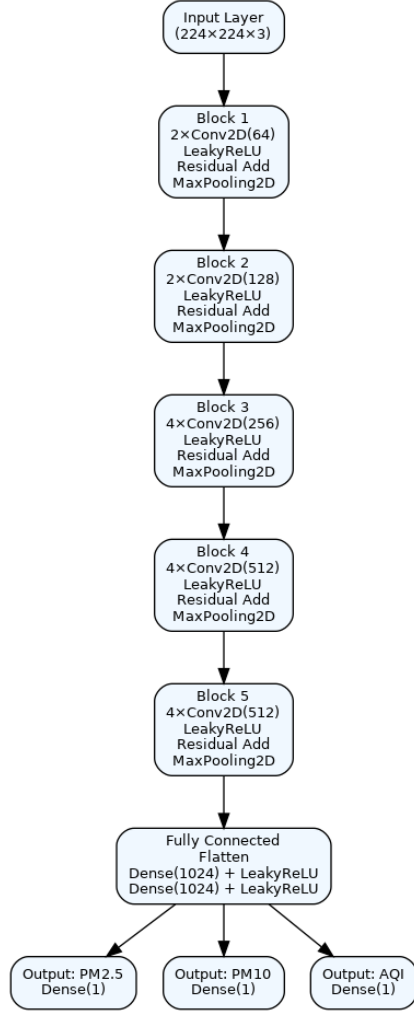 Input Layer
(224×224×3)
Block 1
2×Conv2D(64)
LeakyReLU
Residual Add
MaxPooling2D
Block 2
2×Conv2D(128)
LeakyReLU
Residual Add
MaxPooling2D
Block 3
4×Conv2D(256)
LeakyReLU
Residual Add
MaxPooling2D
Block 4
4×Conv2D(512)
LeakyReLU
Residual Add
MaxPooling2D
Block 5
4×Conv2D(512)
LeakyReLU
Residual Add
MaxPooling2D
Fully Connected
Flatten
Dense(1024) + LeakyReLU
Dense(1024) + LeakyReLU
Output: PM2.5
Dense(1)
Output: PM10
Dense(1)
Output: AQI
Dense(1)